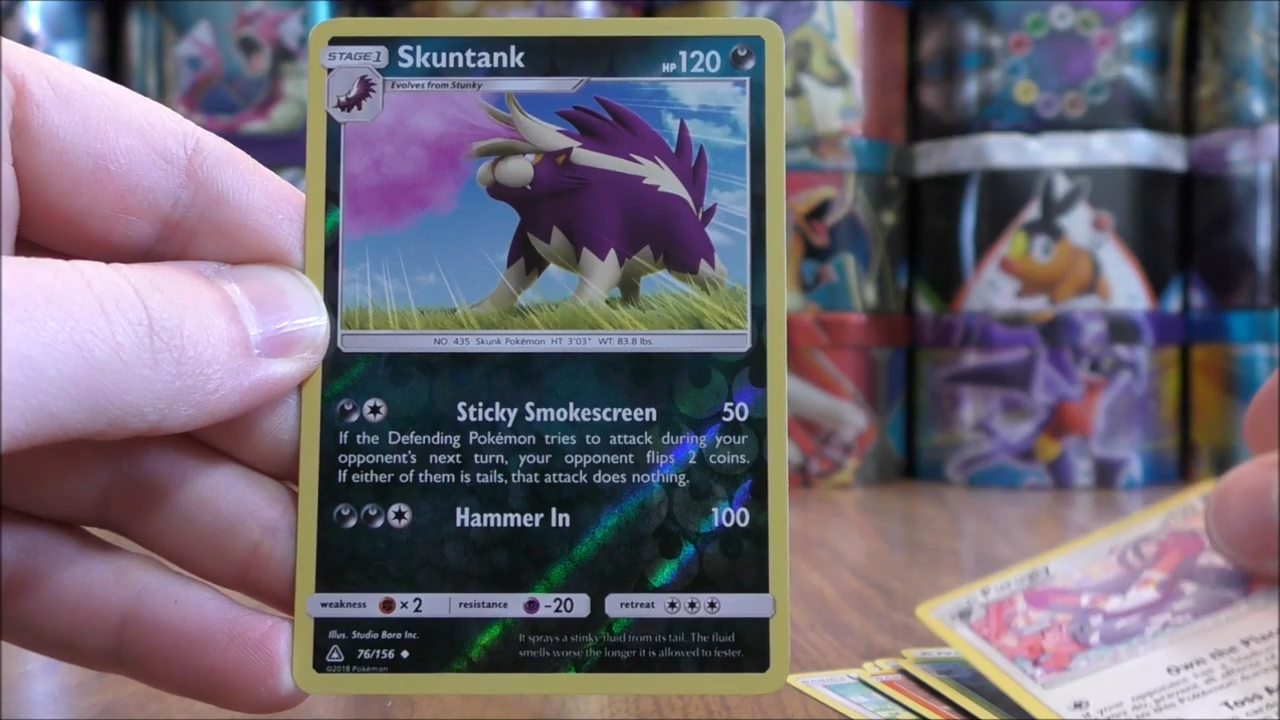 STAGE 1 Skuntank HP 120
Evolves from Stunky
NO. 435 Skunk Pokémon HT: 3'03" WT: 83.8 lbs.
Sticky Smokescreen 50
If the Defending Pokémon tries to attack during your
opponent's next turn, your opponent flips 2 coins.
If either of them is tails, that attack does nothing.
Hammer In 100
weakness × 2 resistance -20 retreat
Illus. Studio Bora Inc.
76/156
©2018 Pokémon
It sprays a stinky fluid from its tail. The fluid
smells worse the longer it is allowed to fester.
Own the